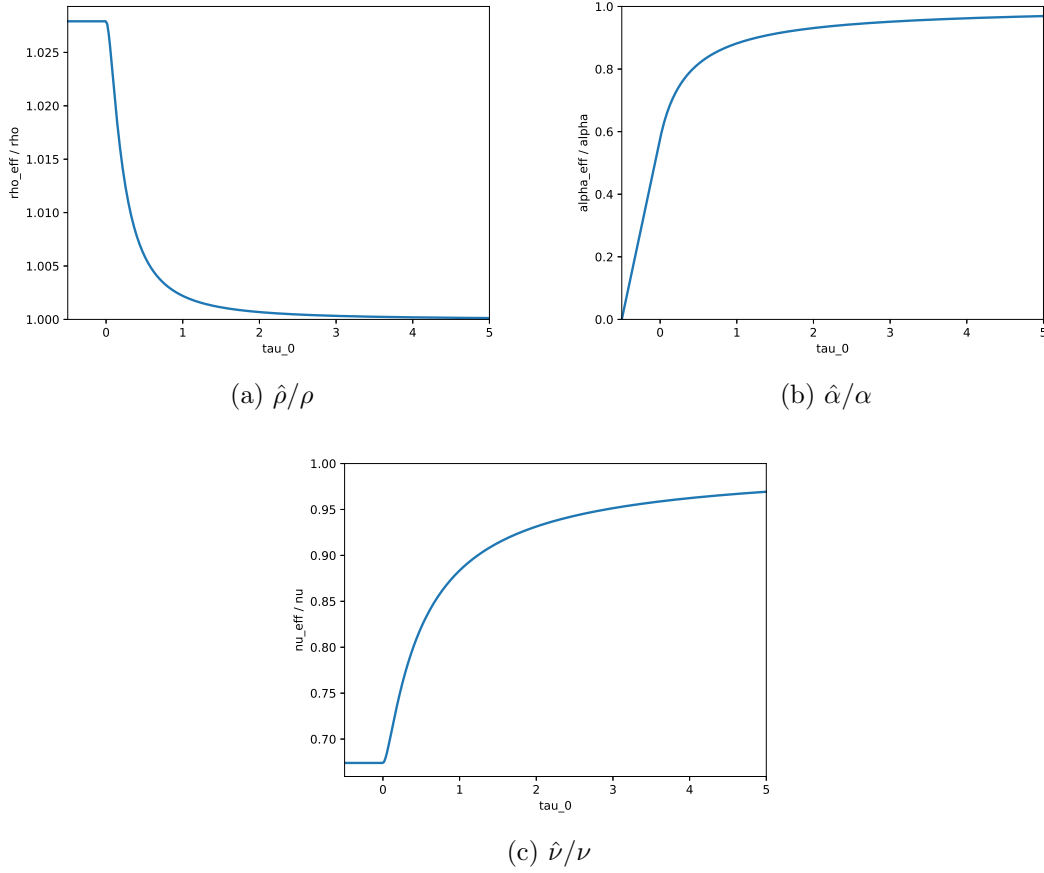 rho_eff / rho
1.025
1.020
1.015
1.010
1.005
1.000
0 1 2 3 4 5
tau_0
(a) ρ̂/ρ
alpha_eff / alpha
1.0
0.8
0.6
0.4
0.2
0.0
0 1 2 3 4 5
tau_0
(b) α̂/α
nu_eff / nu
1.00
0.95
0.90
0.85
0.80
0.75
0.70
0 1 2 3 4 5
tau_0
(c) ν̂/ν